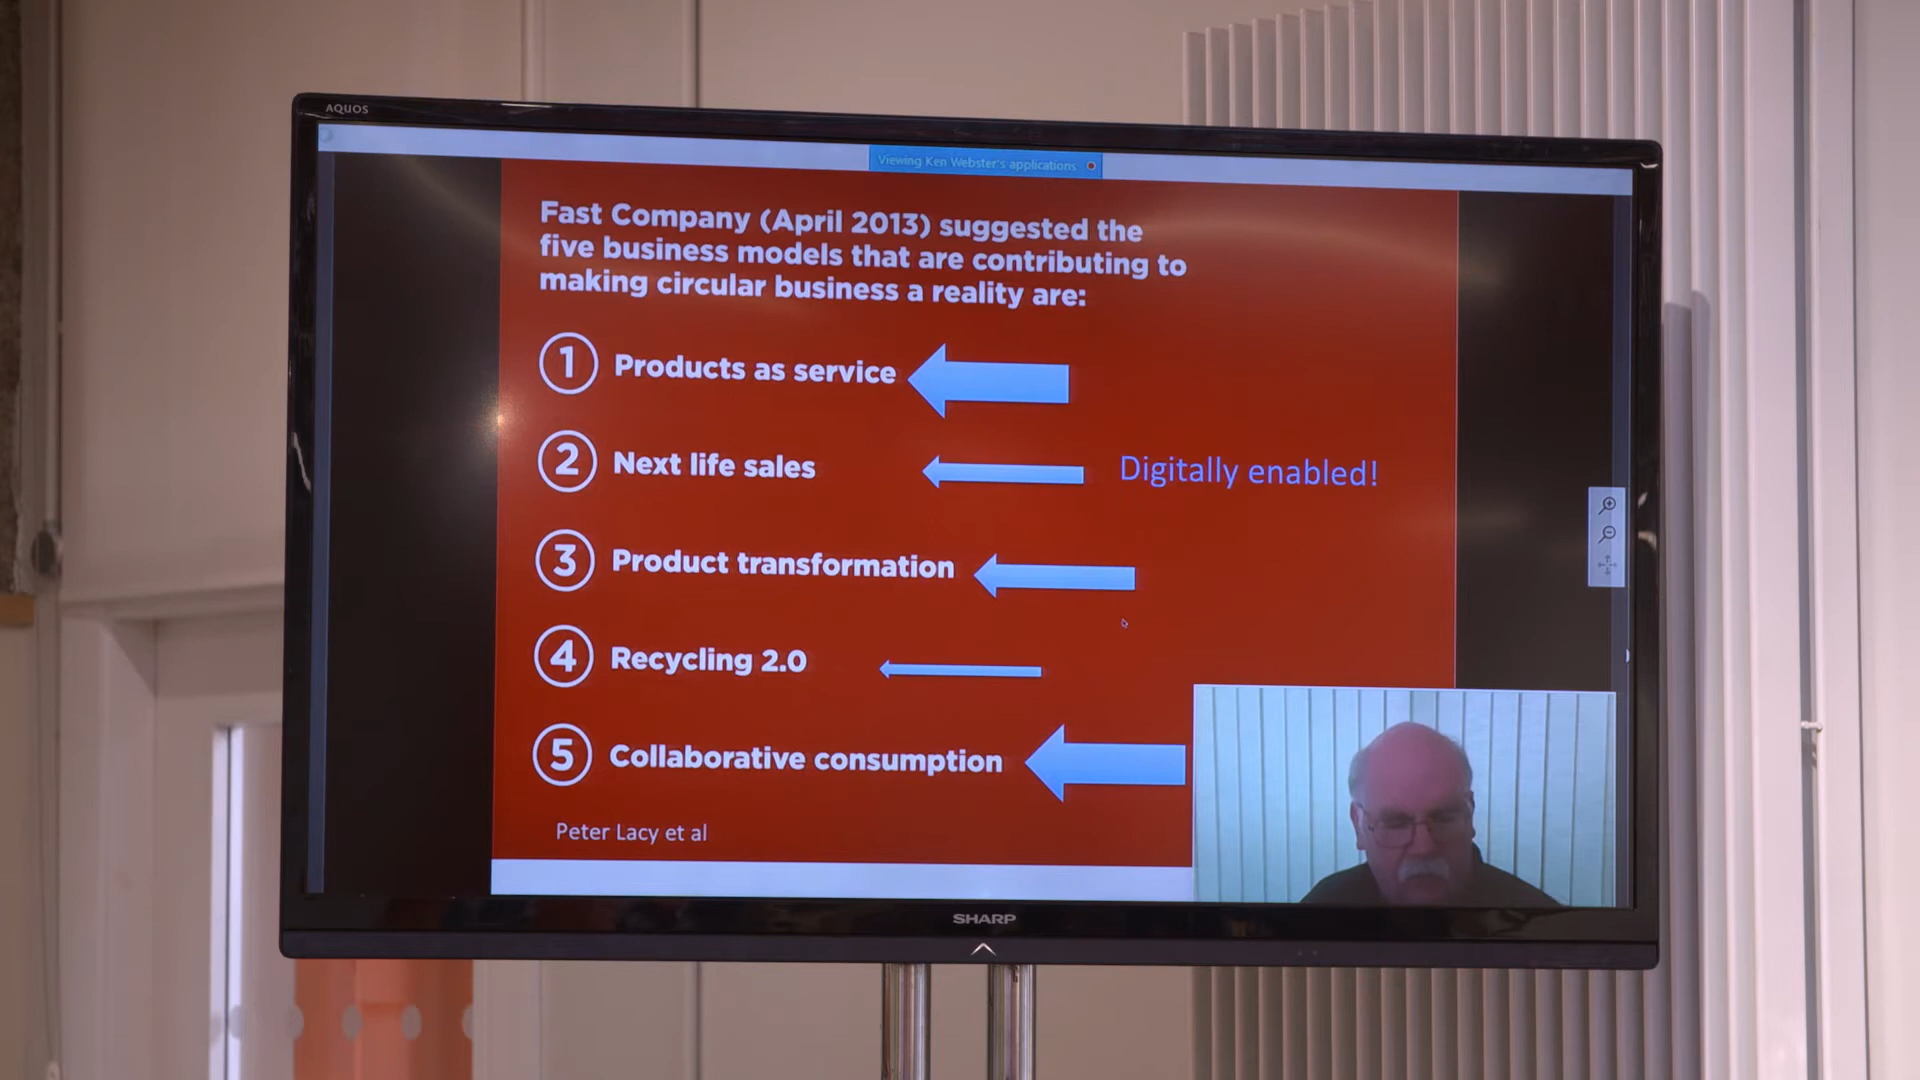 AQUOS
Viewing Ken Webster's applications
Fast Company (April 2013) suggested the
five business models that are contributing to
making circular business a reality are:
1 Products as service
2 Next life sales
Digitally enabled!
3 Product transformation
4 Recycling 2.0
5 Collaborative consumption
Peter Lacy et al
SHARP